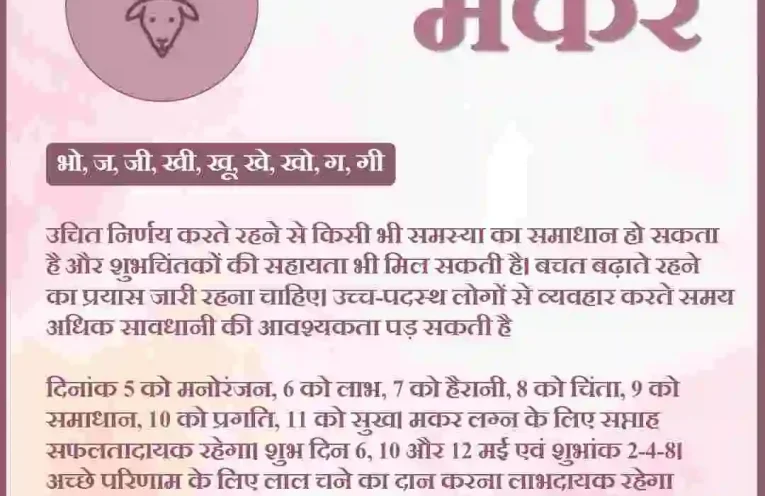 मकर
भो, ज, जी, खी, खू, खे, खो, ग, गी
उचित निर्णय करते रहने से किसी भी समस्या का समाधान हो सकता
है और शुभचिंतकों की सहायता भी मिल सकती है। बचत बढ़ाते रहने
का प्रयास जारी रहना चाहिए। उच्च-पदस्थ लोगों से व्यवहार करते समय
अधिक सावधानी की आवश्यकता पड़ सकती है
दिनांक 5 को मनोरंजन, 6 को लाभ, 7 को हैरानी, 8 को चिंता, 9 को
समाधान, 10 को प्रगति, 11 को सुख। मकर लग्न के लिए सप्ताह
सफलतादायक रहेगा। शुभ दिन 6, 10 और 12 मई एवं शुभांक 2-4-8।
अच्छे परिणाम के लिए लाल चने का दान करना लाभदायक रहेगा